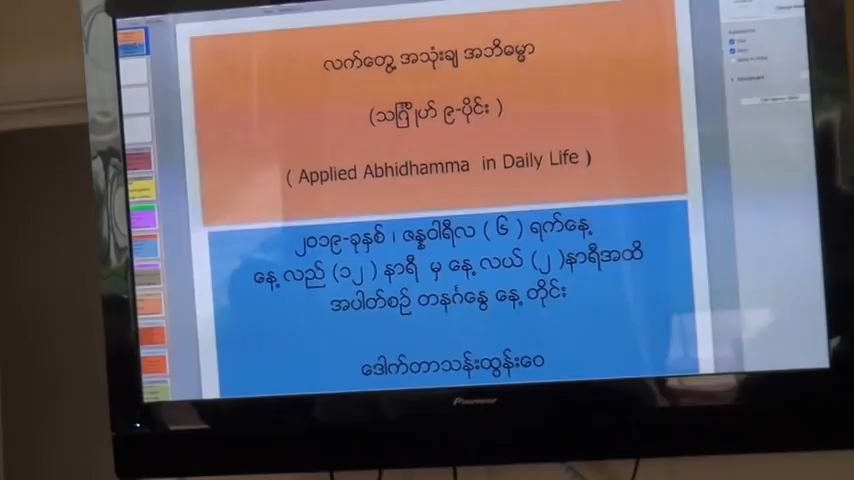 လက်တွေ့ အသုံးချ အဘိဓမ္မာ
(သင်္ဂြိုဟ် ၉-ပိုင်း )
( Applied Abhidhamma in Daily Life )
၂၀၁၉-ခုနှစ် ၊ ဇန္နဝါရီလ ( ၆ ) ရက်နေ့
နေ့ လည် (၁၂ ) နာရီ မှ နေ့ လယ် (၂ )နာရီအထိ
အပါတ်စဉ် တနင်္ဂနွေ နေ့ တိုင်း
ဒေါက်တာသန်းထွန်းဝေ
Pioneer